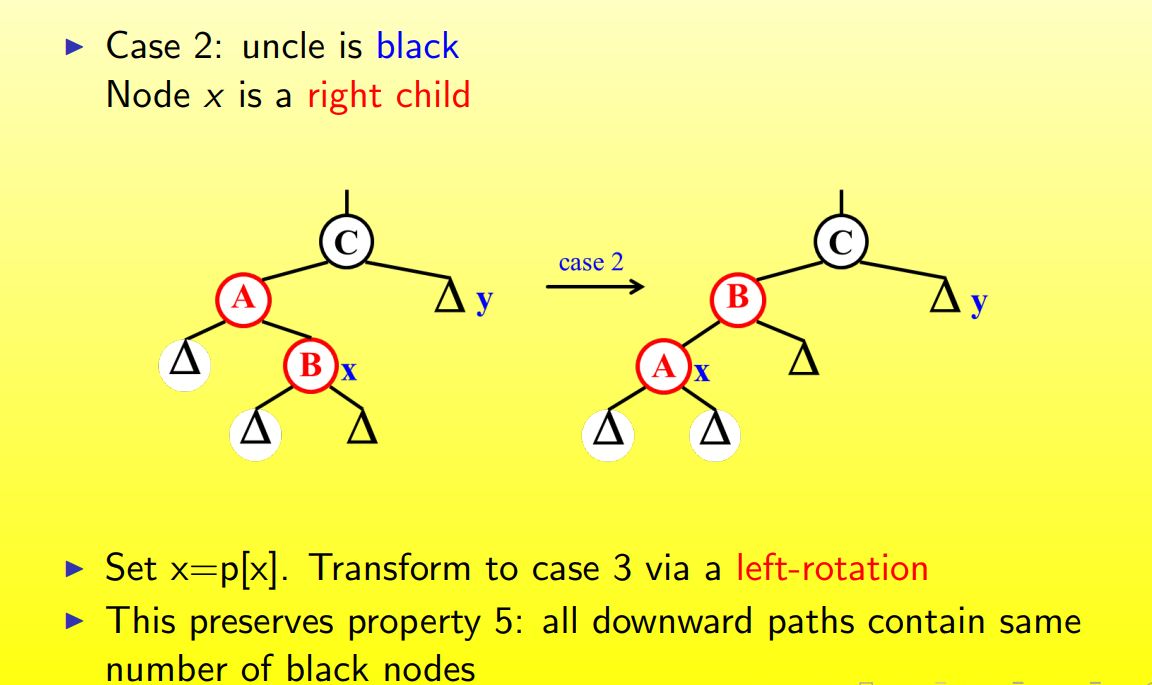 ▶ Case 2: uncle is black
Node x is a right child
C
A
Δ y
Δ
B x
Δ
Δ
case 2
C
B
Δ y
A x
Δ
Δ
Δ
▶ Set x=p[x]. Transform to case 3 via a left-rotation
▶ This preserves property 5: all downward paths contain same
number of black nodes